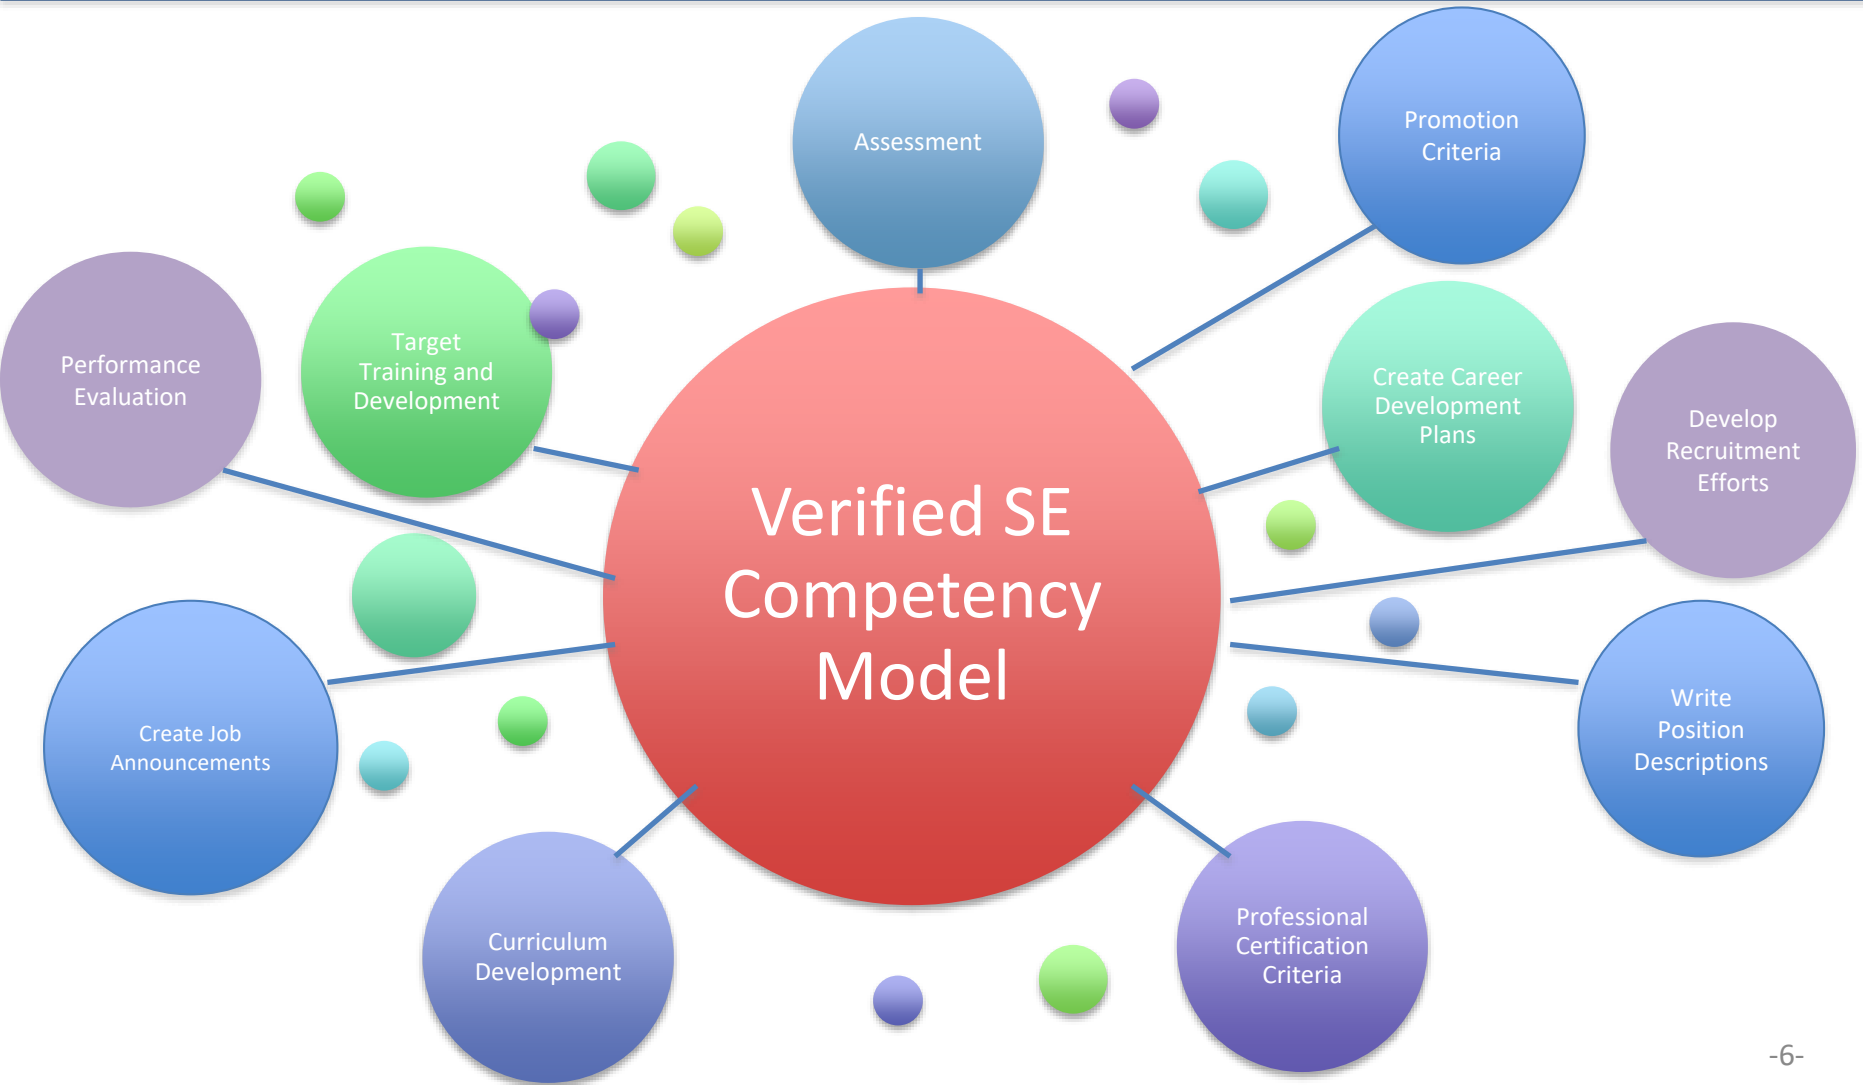 Assessment
Promotion
Criteria
Performance
Evaluation
Target
Training and
Development
Create Career
Development
Plans
Develop
Recruitment
Efforts
Verified SE
Competency
Model
Create Job
Announcements
Write
Position
Descriptions
Curriculum
Development
Professional
Certification
Criteria
-6-